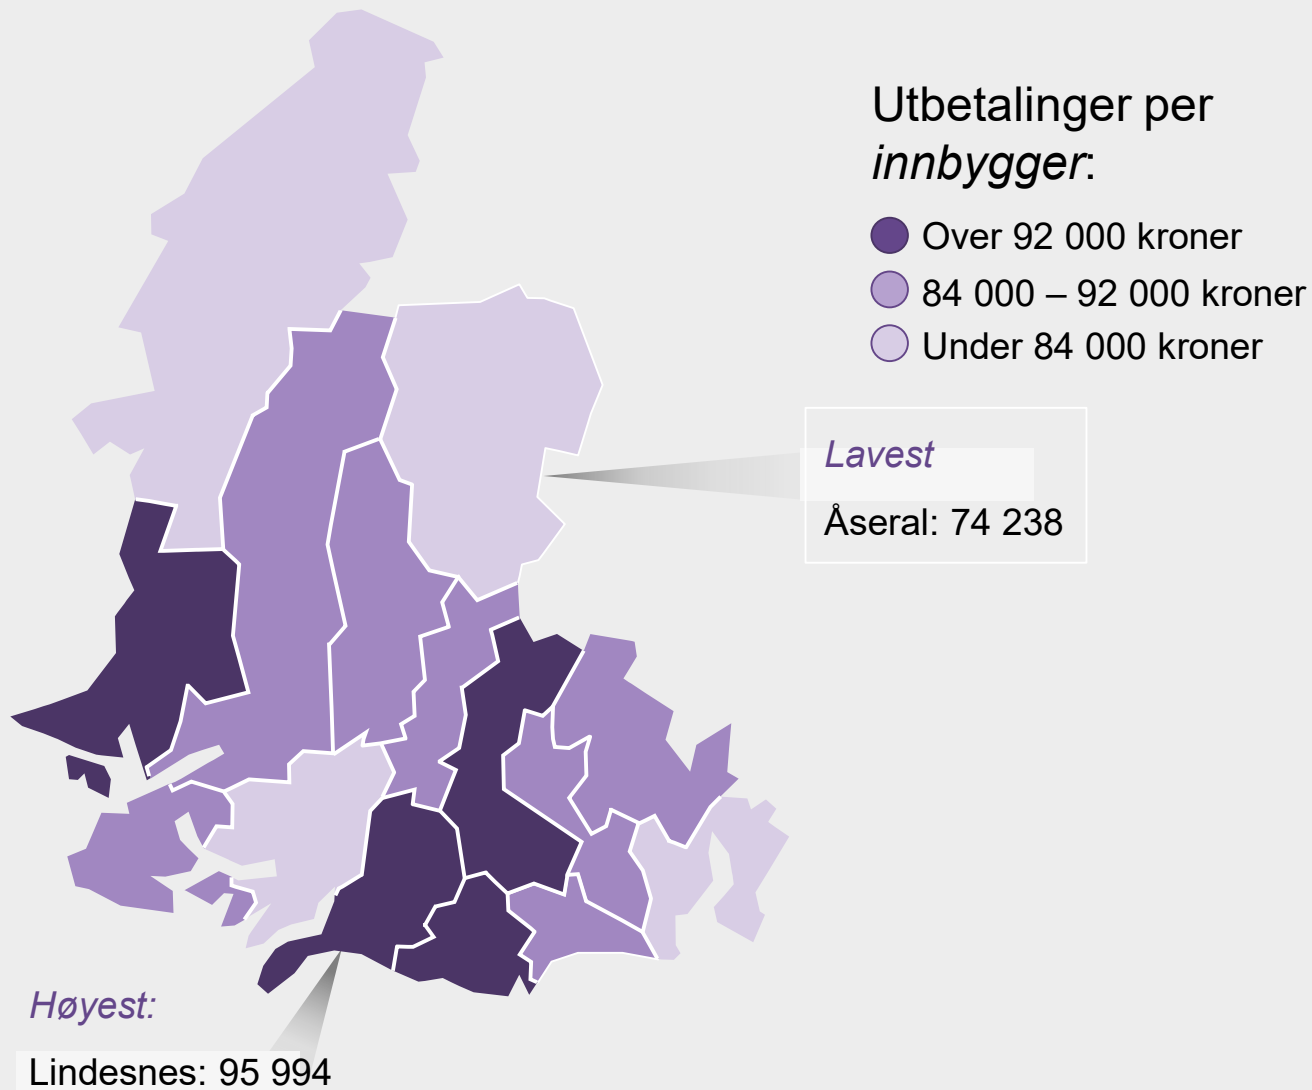 Utbetalinger per
innbygger:
Over 92 000 kroner
84 000 – 92 000 kroner
Under 84 000 kroner
Lavest
Åseral: 74 238
Høyest:
Lindesnes: 95 994